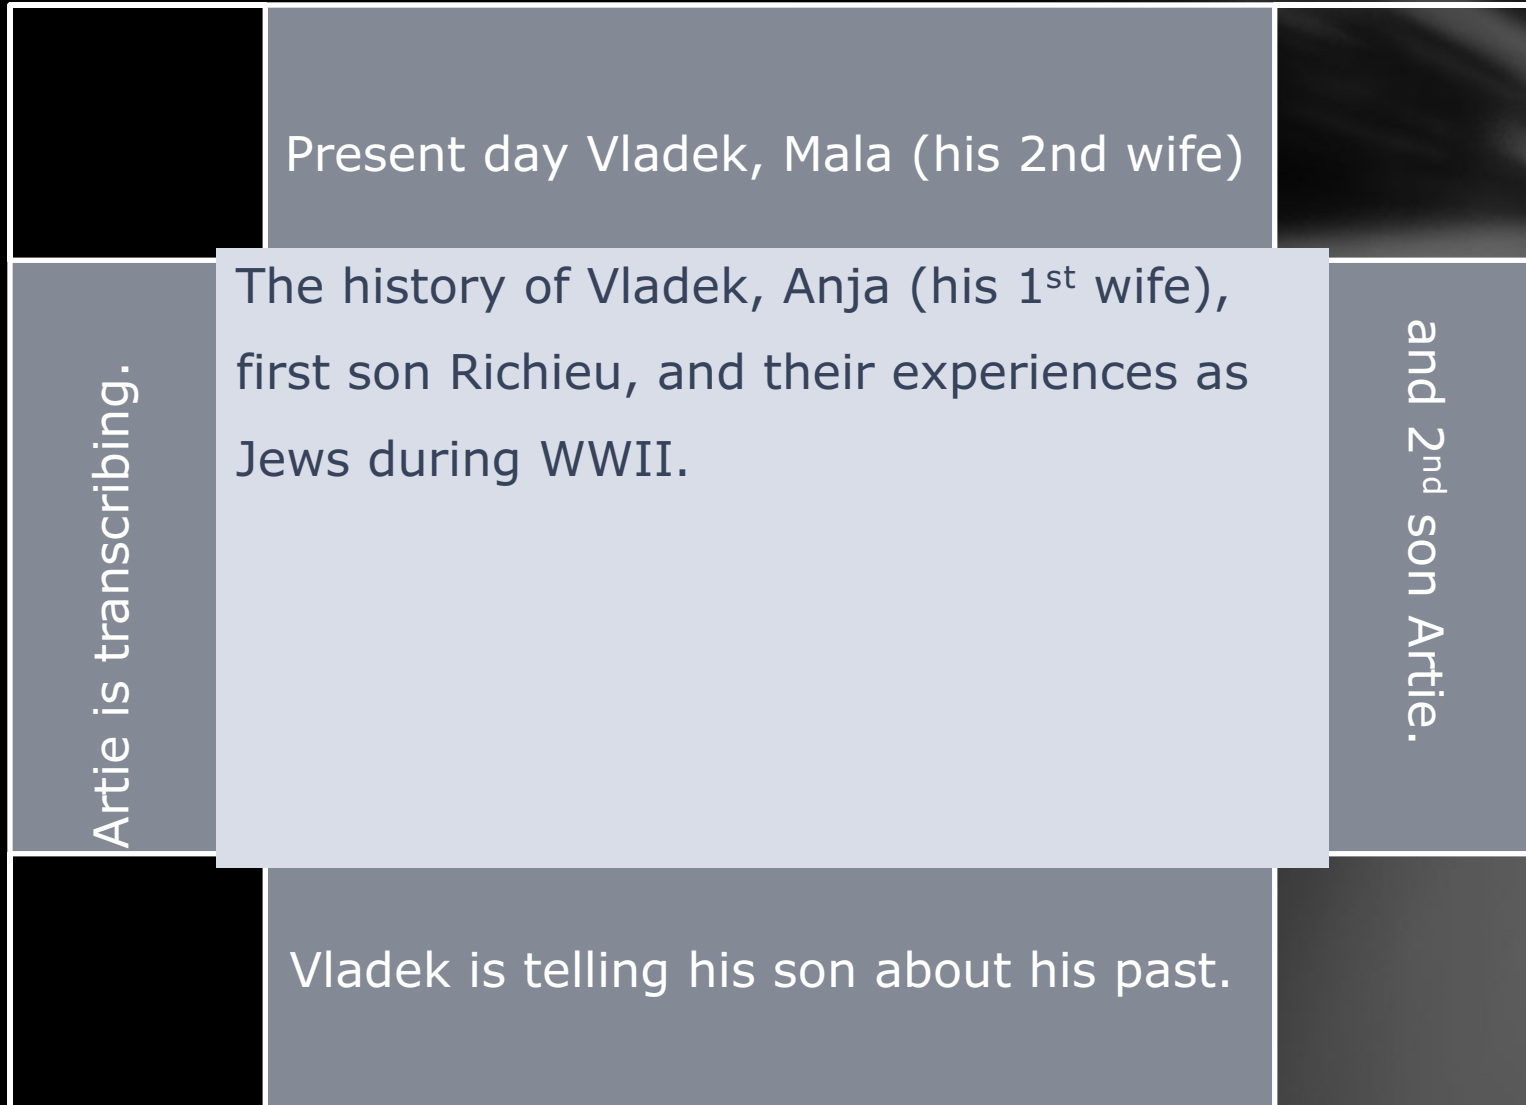 Present day Vladek, Mala (his 2nd wife)
and 2nd son Artie.
Vladek is telling his son about his past.
Artie is transcribing.
The history of Vladek, Anja (his 1st wife),
first son Richieu, and their experiences as
Jews during WWII.